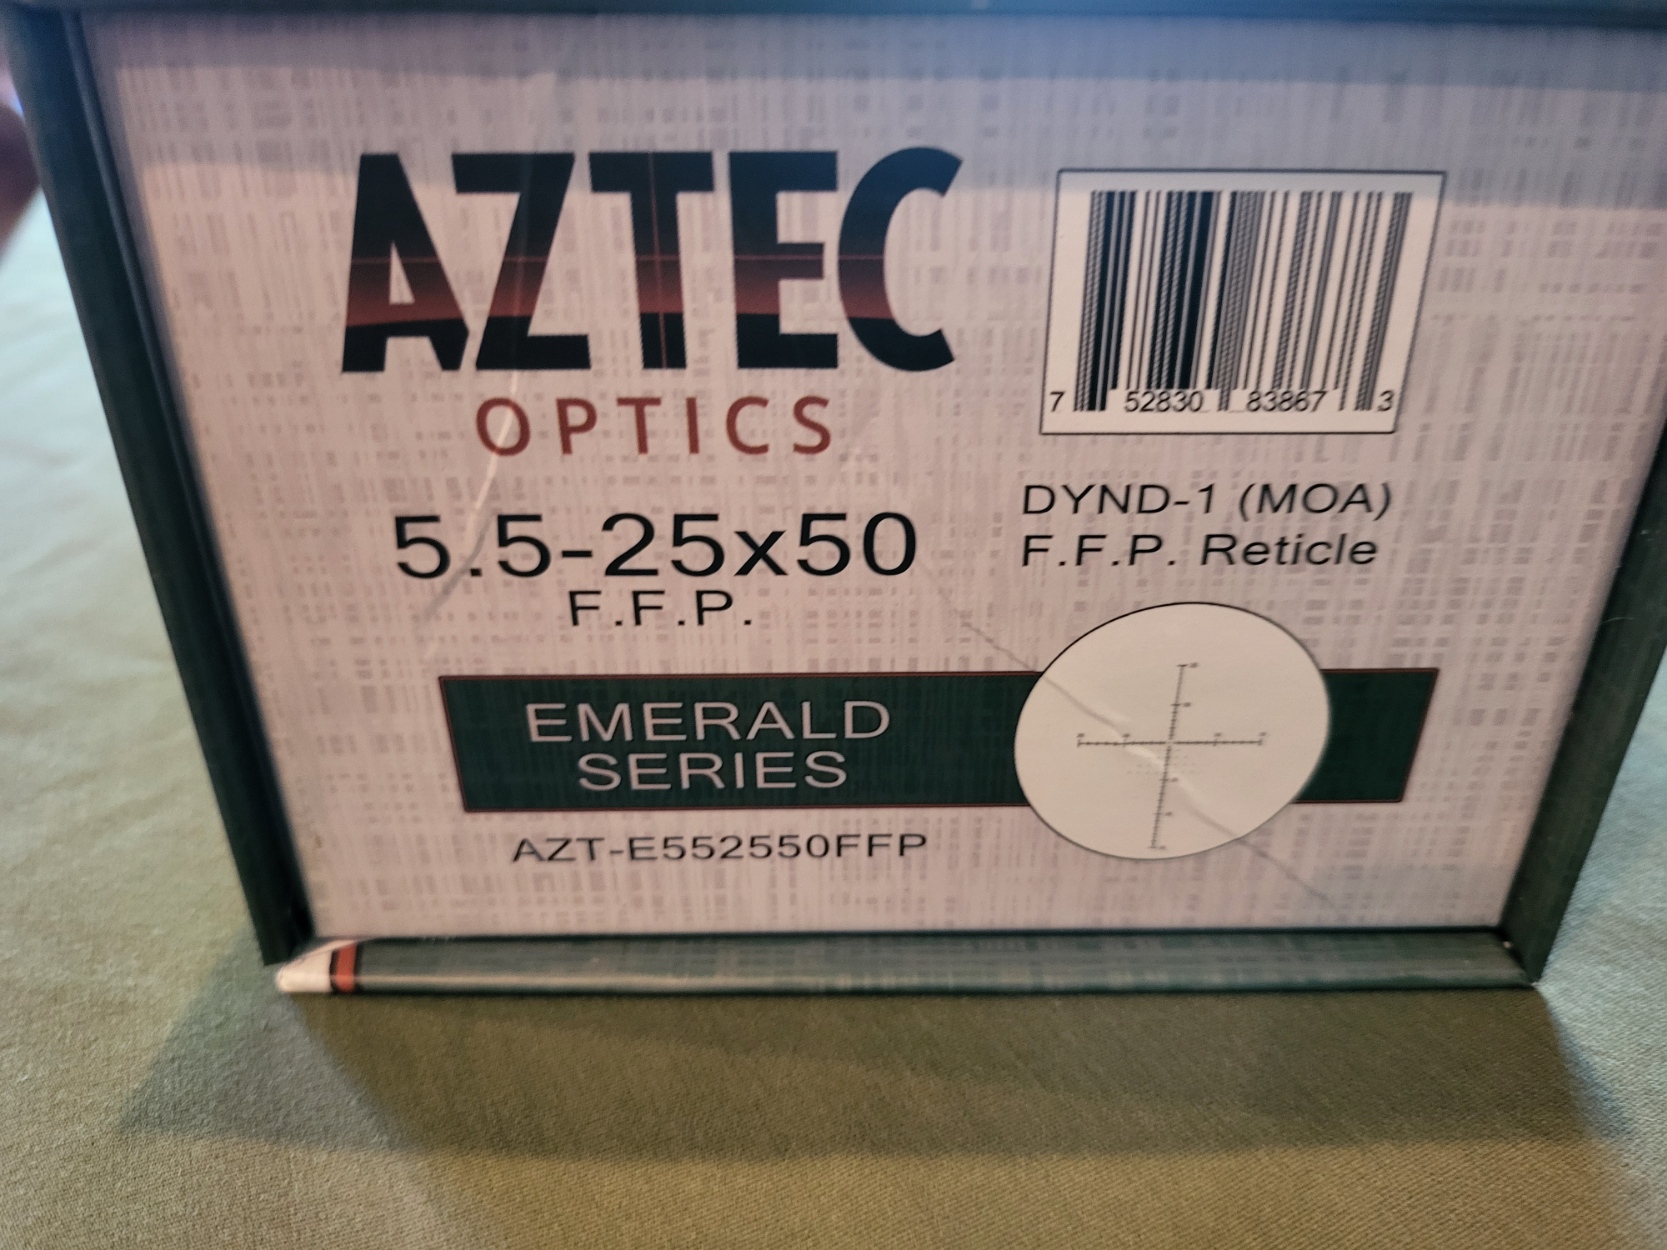 AZTEC
OPTICS
5.5-25x50
F.F.P.
7 52830 83867 3
DYND-1 (MOA)
F.F.P. Reticle
EMERALD
SERIES
AZT-E552550FFP